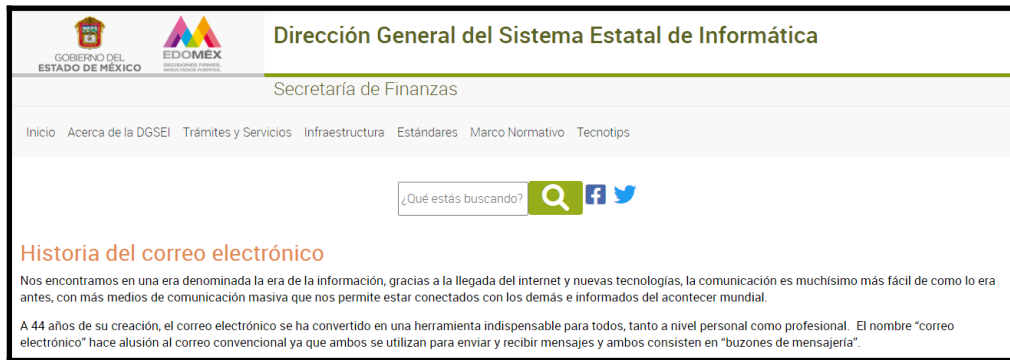 Dirección General del Sistema Estatal de Informática
GOBIERNO DEL
ESTADO DE MÉXICO
EDOMÉX
DECISIONES FIRMES,
RESULTADOS FUERTES.
Secretaría de Finanzas
Inicio Acerca de la DGSEI Trámites y Servicios Infraestructura Estándares Marco Normativo Tecnotips
¿Qué estás buscando?
Historia del correo electrónico
Nos encontramos en una era denominada la era de la información, gracias a la llegada del internet y nuevas tecnologías, la comunicación es muchísimo más fácil de como lo era
antes, con más medios de comunicación masiva que nos permite estar conectados con los demás e informados del acontecer mundial.
A 44 años de su creación, el correo electrónico se ha convertido en una herramienta indispensable para todos, tanto a nivel personal como profesional. El nombre “correo
electrónico” hace alusión al correo convencional ya que ambos se utilizan para enviar y recibir mensajes y ambos consisten en “buzones de mensajería”.